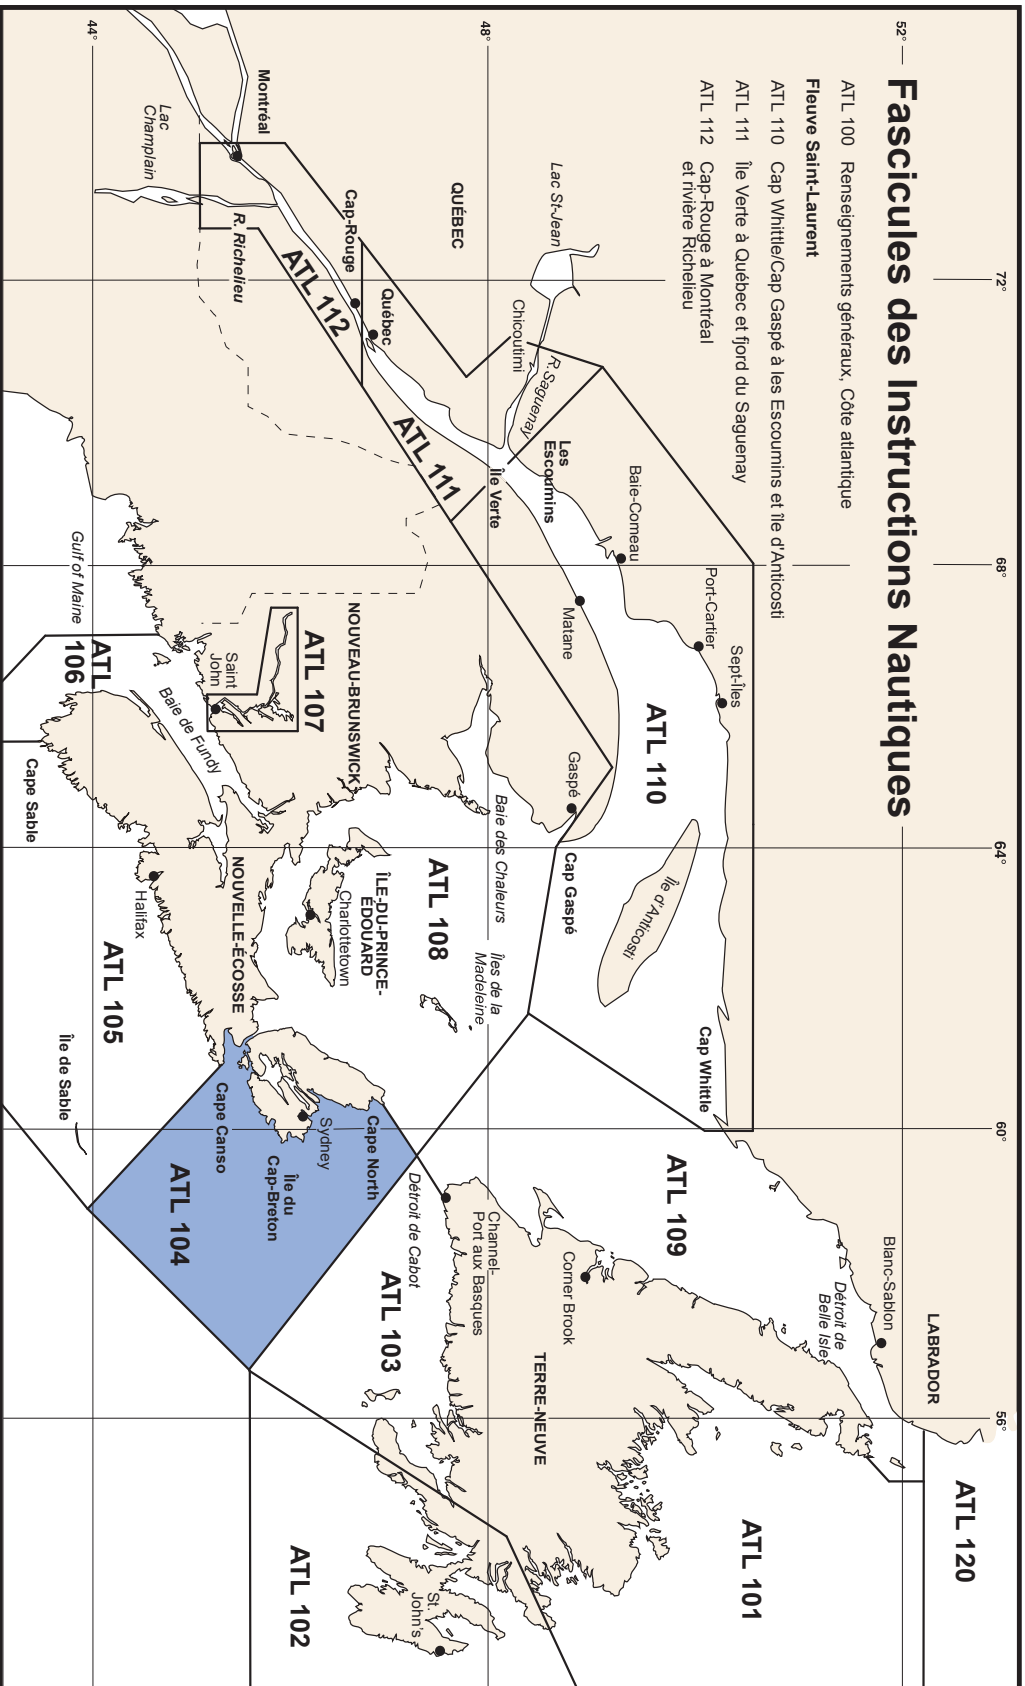 Fascicules des Instructions Nautiques
ATL 100 Renseignements généraux, Côte atlantique
Fleuve Saint-Laurent
ATL 110 Cap Whittle/Cap Gaspé à les Escoumins et île d'Anticosti
ATL 111 Île Verte à Québec et fjord du Saguenay
ATL 112 Cap-Rouge à Montréal
et rivière Richelieu
52°
48°
44°
72°
68°
64°
60°
56°
Lac St-Jean
QUÉBEC
Montréal
Lac
Champlain
R. Richelieu
Cap-Rouge
Québec
ATL 112
Chicoutimi
R. Saguenay
ATL 111
Île Verte
Les
Escoumins
Baie-Comeau
Port-Cartier
Sept-Îles
Matane
ATL 110
Gaspé
Cap Gaspé
Île d'Anticosti
Cap Whittle
Gulf of Maine
ATL
106
Saint
John
ATL 107
NOUVEAU-BRUNSWICK
Baie de Fundy
Cape Sable
Baie des Chaleurs
ATL 108
Îles de la
Madeleine
ÎLE-DU-PRINCE-
ÉDOUARD
Charlottetown
NOUVELLE-ÉCOSSE
Halifax
ATL 105
Île de Sable
Cape Canso
Sydney
Cape North
Île du
Cap-Breton
ATL 104
Détroit de Cabot
ATL 103
Channel-
Port aux Basques
Corner Brook
ATL 109
Blanc-Sablon
Détroit de
Belle Isle
LABRADOR
TERRE-NEUVE
ATL 120
ATL 101
ATL 102
St.
John's